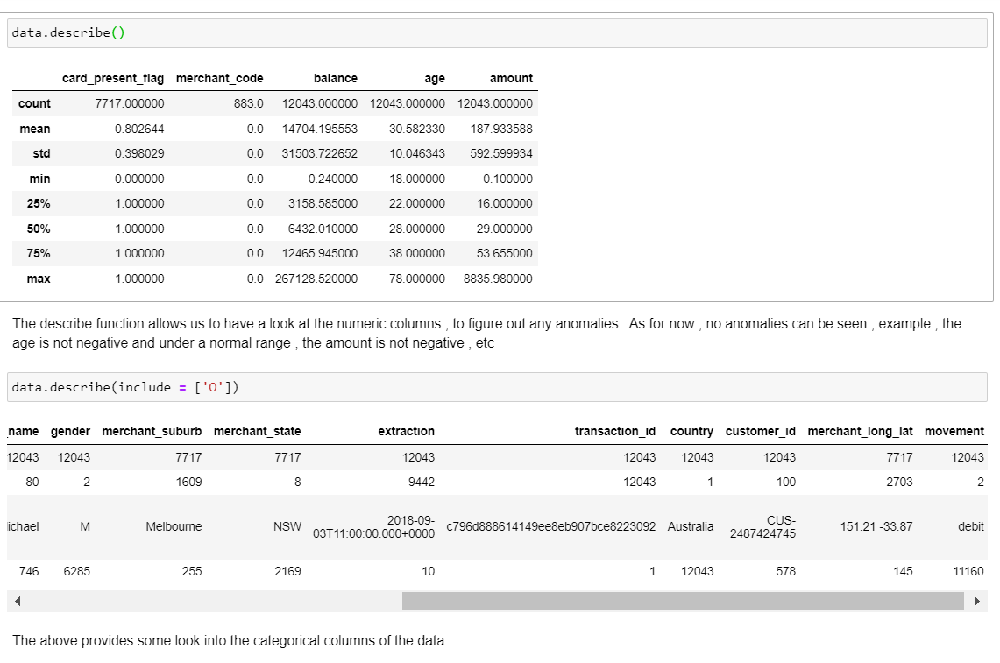 data.describe()
card_present_flag merchant_code balance age amount
count 7717.000000 883.0 12043.000000 12043.000000 12043.000000
mean 0.802644 0.0 14704.195553 30.582330 187.933588
std 0.398029 0.0 31503.722652 10.046343 592.599934
min 0.000000 0.0 0.240000 18.000000 0.100000
25% 1.000000 0.0 3158.585000 22.000000 16.000000
50% 1.000000 0.0 6432.010000 28.000000 29.000000
75% 1.000000 0.0 12465.945000 38.000000 53.655000
max 1.000000 0.0 267128.520000 78.000000 8835.980000
The describe function allows us to have a look at the numeric columns , to figure out any anomalies . As for now , no anomalies can be seen , example , the
age is not negative and under a normal range , the amount is not negative , etc
data.describe(include = ['O'])
_name gender merchant_suburb merchant_state extraction transaction_id country customer_id merchant_long_lat movement
12043 12043 7717 7717 12043 12043 12043 12043 7717 12043
80 2 1609 8 9442 12043 1 100 2703 2
ichael M Melbourne NSW 2018-09-03T11:00:00.000+0000 c796d888614149ee8eb907bce8223092 Australia CUS-2487424745 151.21 -33.87 debit
746 6285 255 2169 10 1 12043 578 145 11160
The above provides some look into the categorical columns of the data.